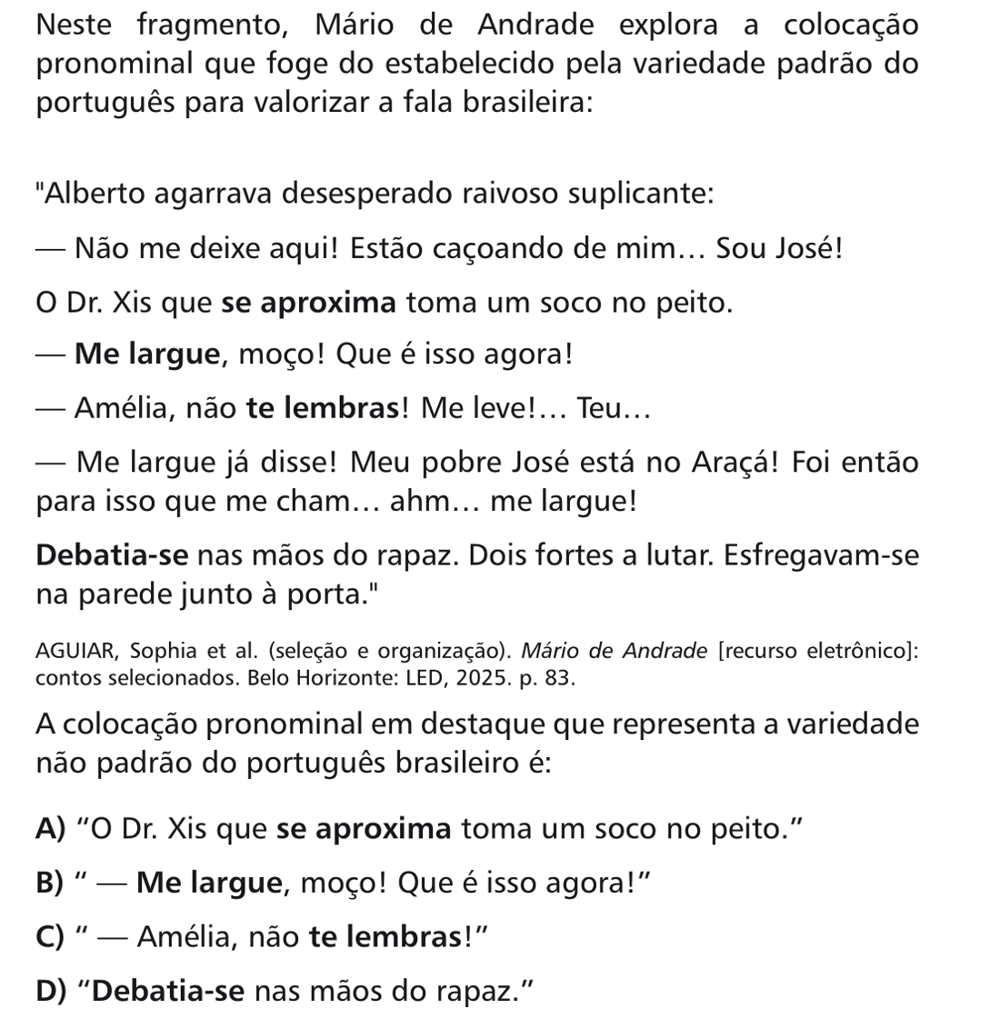 Neste fragmento, Mário de Andrade explora a colocação
pronominal que foge do estabelecido pela variedade padrão do
português para valorizar a fala brasileira:
"Alberto agarrava desesperado raivoso suplicante:
— Não me deixe aqui! Estão caçoando de mim… Sou José!
O Dr. Xis que se aproxima toma um soco no peito.
— Me largue, moço! Que é isso agora!
— Amélia, não te lembras! Me leve!… Teu…
— Me largue já disse! Meu pobre José está no Araçá! Foi então
para isso que me cham… ahm… me largue!
Debatia-se nas mãos do rapaz. Dois fortes a lutar. Esfregavam-se
na parede junto à porta."
AGUIAR, Sophia et al. (seleção e organização). Mário de Andrade [recurso eletrônico]:
contos selecionados. Belo Horizonte: LED, 2025. p. 83.
A colocação pronominal em destaque que representa a variedade
não padrão do português brasileiro é:
A) “O Dr. Xis que se aproxima toma um soco no peito.”
B) “ — Me largue, moço! Que é isso agora!”
C) “ — Amélia, não te lembras!”
D) “Debatia-se nas mãos do rapaz.”